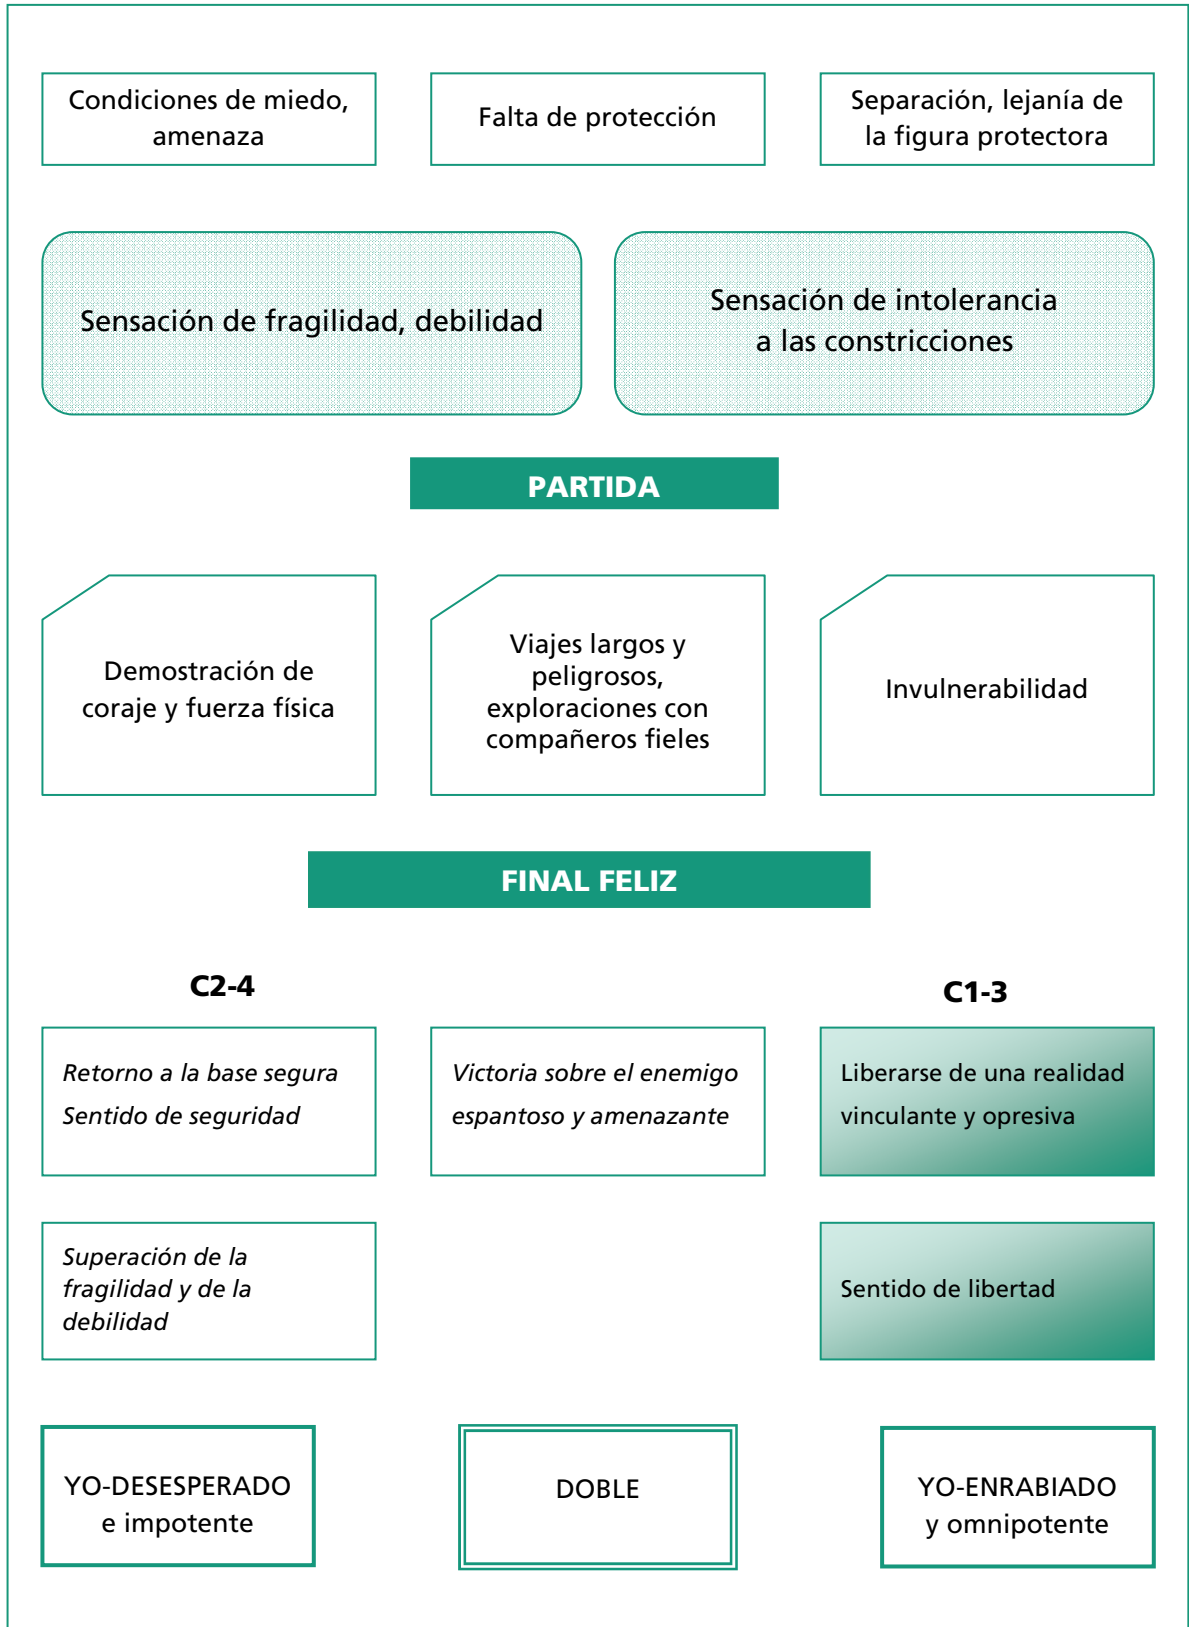 Condiciones de miedo,
amenaza
Falta de protección
Separación, lejanía de
la figura protectora
Sensación de fragilidad, debilidad
Sensación de intolerancia
a las constricciones
PARTIDA
Demostración de
coraje y fuerza física
Viajes largos y
peligrosos,
exploraciones con
compañeros fieles
Invulnerabilidad
FINAL FELIZ
C2-4
C1-3
Retorno a la base segura
Sentido de seguridad
Victoria sobre el enemigo
espantoso y amenazante
Liberarse de una realidad
vinculante y opresiva
Superación de la
fragilidad y de la
debilidad
Sentido de libertad
YO-DESESPERADO
e impotente
DOBLE
YO-ENRABIADO
y omnipotente